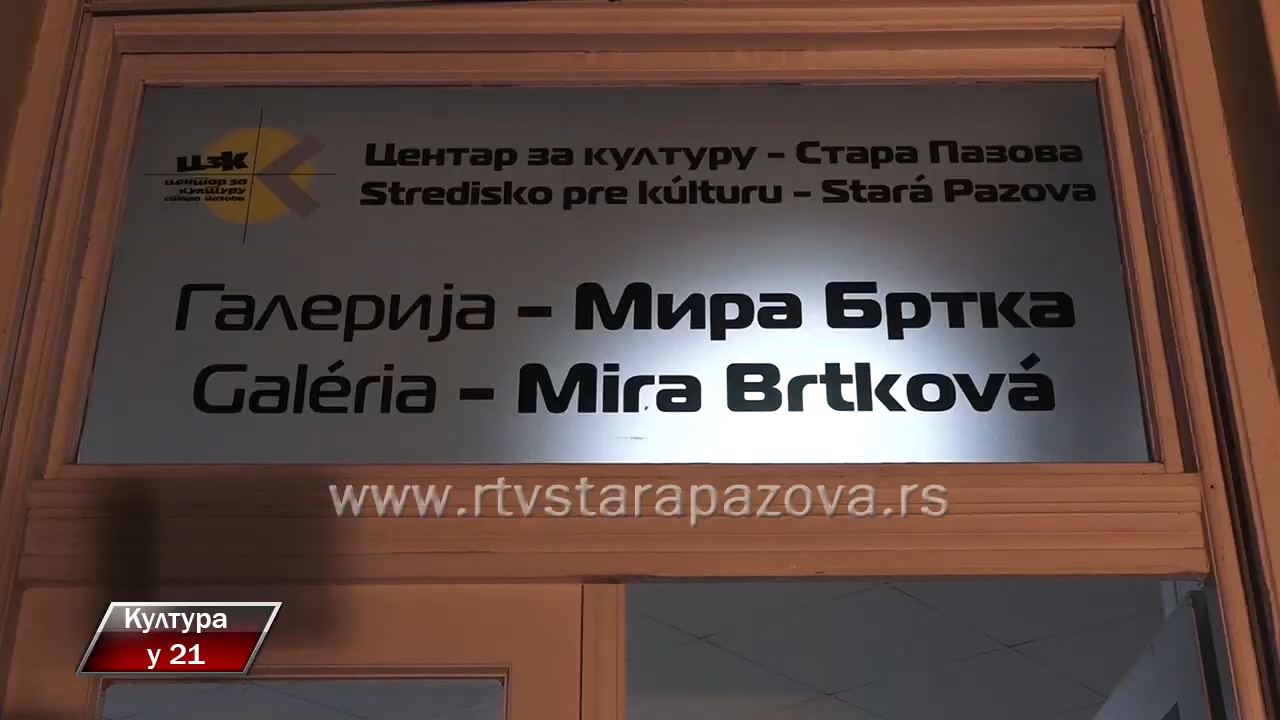 ЦзК
центар за
културу
стара пазова
Центар за културу - Стара Пазова
Stredisko pre kúlturu - Stará Pazova
Галерија - Мира Бртка
Galéria - Mira Brtková
www.rtvstarapazova.rs
Култура
у 21